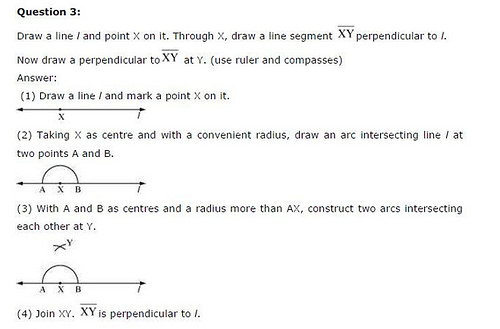 Question 3:
Draw a line l and point X on it. Through X, draw a line segment XY perpendicular to l.
Now draw a perpendicular to XY at Y. (use ruler and compasses)
Answer:
(1) Draw a line l and mark a point X on it.
X l
(2) Taking X as centre and with a convenient radius, draw an arc intersecting line l at
two points A and B.
A X B l
(3) With A and B as centres and a radius more than AX, construct two arcs intersecting
each other at Y.
Y
A X B l
(4) Join XY. XY is perpendicular to l.